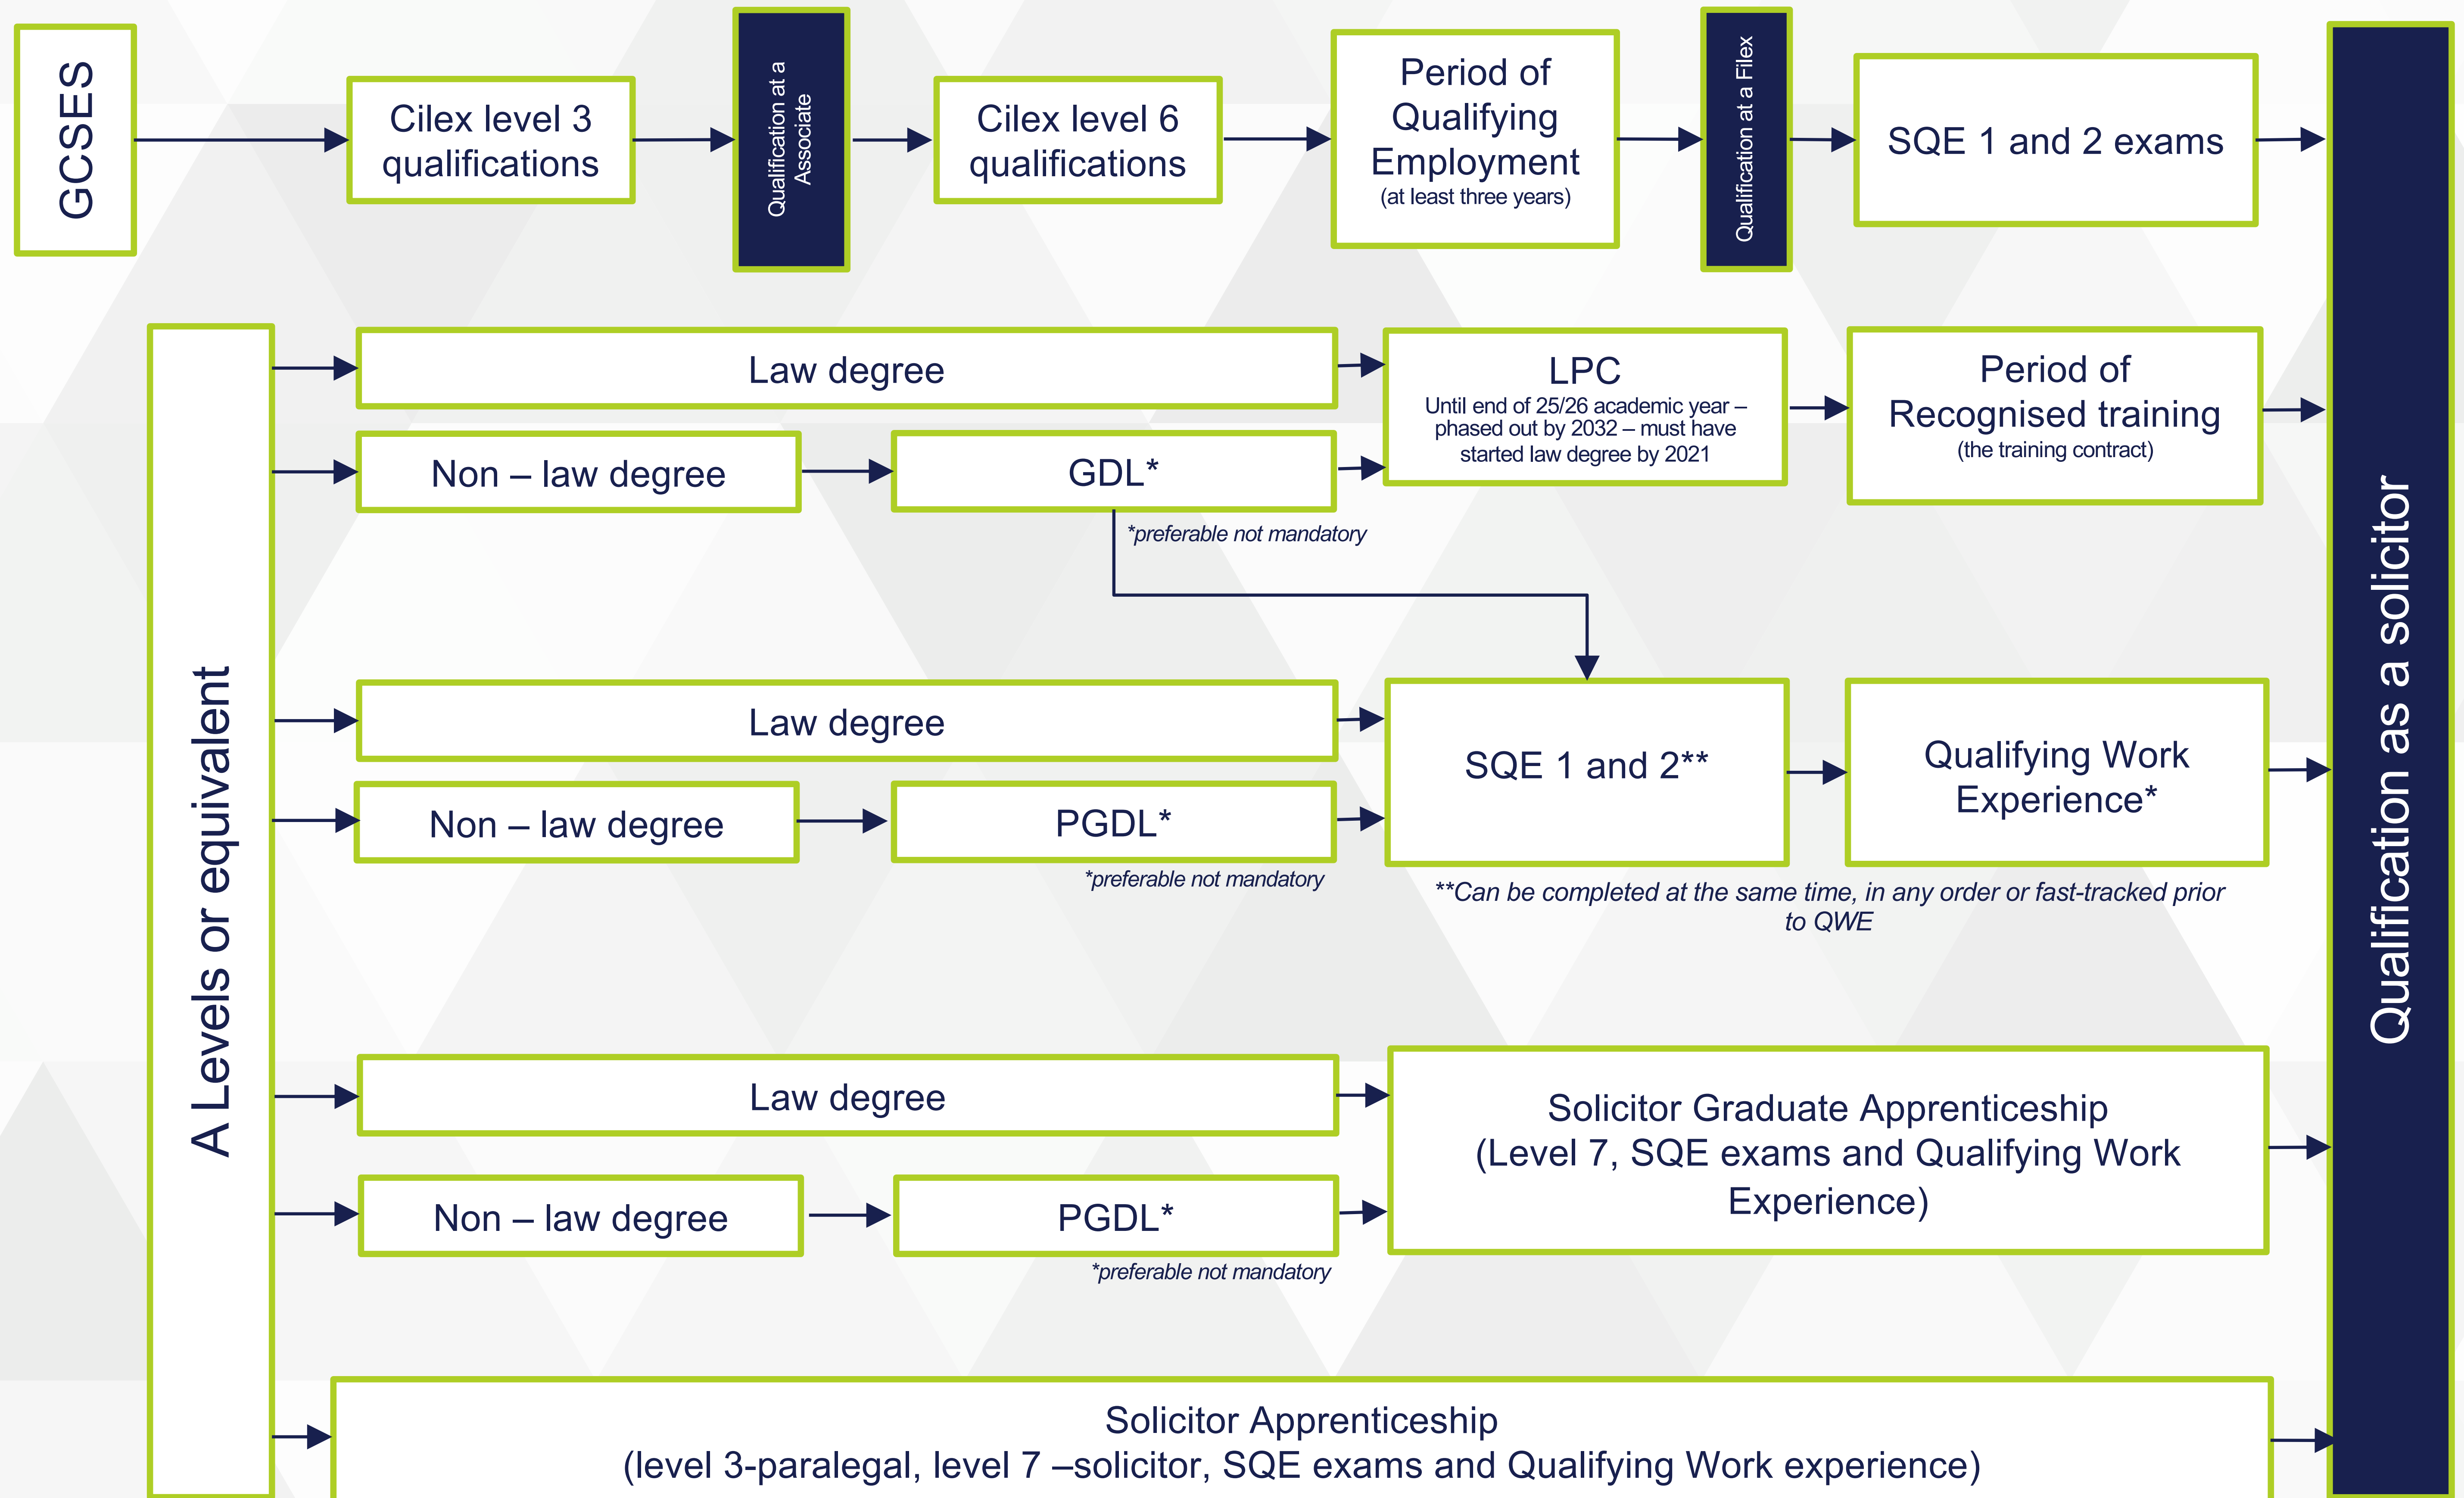 GCSES
Cilex level 3
qualifications
Qualification at a
Associate
Cilex level 6
qualifications
Period of
Qualifying
Employment
(at least three years)
Qualification at a Filex
SQE 1 and 2 exams
A Levels or equivalent
Law degree
Non – law degree
GDL*
*preferable not mandatory
LPC
Until end of 25/26 academic year –
phased out by 2032 – must have
started law degree by 2021
Period of
Recognised training
(the training contract)
Law degree
Non – law degree
PGDL*
*preferable not mandatory
SQE 1 and 2**
Qualifying Work
Experience*
**Can be completed at the same time, in any order or fast-tracked prior
to QWE
Law degree
Non – law degree
PGDL*
*preferable not mandatory
Solicitor Graduate Apprenticeship
(Level 7, SQE exams and Qualifying Work
Experience)
Solicitor Apprenticeship
(level 3-paralegal, level 7 –solicitor, SQE exams and Qualifying Work experience)
Qualification as a solicitor